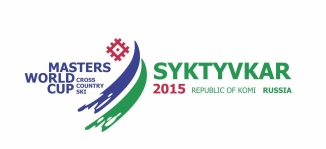 MASTERS
WORLD
CUP CROSS
COUNTRY
SKI
SYKTYVKAR
2015 REPUBLIC OF KOMI RUSSIA